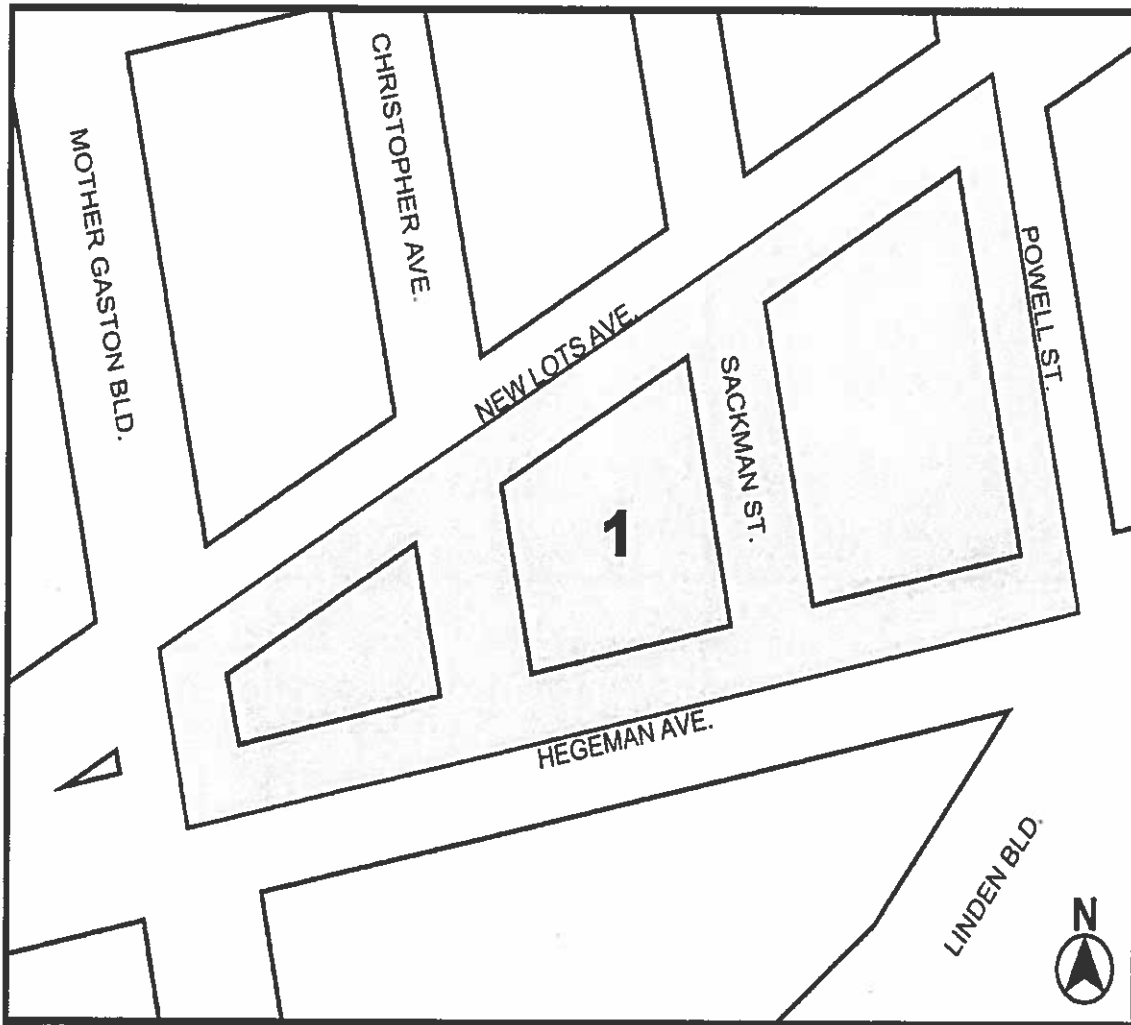 CHRISTOPHER AVE.
MOTHER GASTON BLD.
POWELL ST.
NEW LOTS AVE.
SACKMAN ST.
1
HEGEMAN AVE.
LINDEN BLD.
N